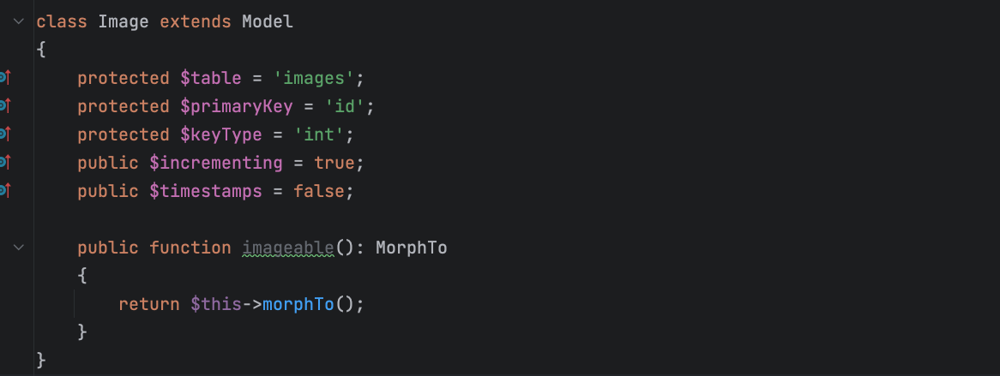 class Image extends Model
{
    protected $table = 'images';
    protected $primaryKey = 'id';
    protected $keyType = 'int';
    public $incrementing = true;
    public $timestamps = false;

    public function imageable(): MorphTo
    {
        return $this->morphTo();
    }
}